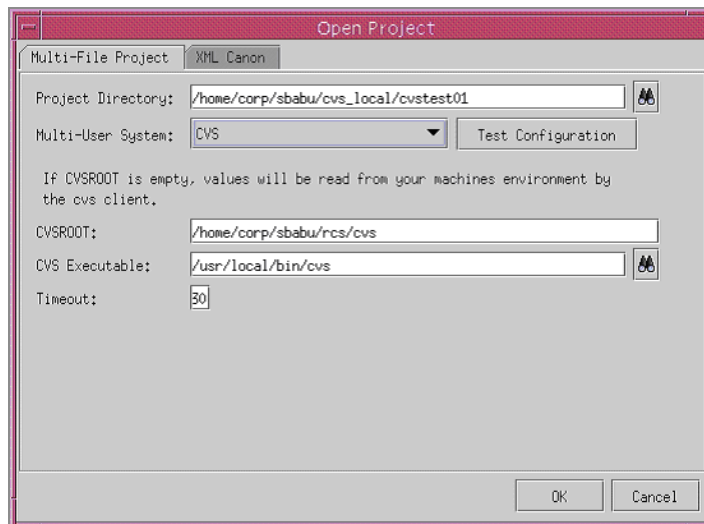 Open Project
Multi-File Project XML Canon
Project Directory: /home/corp/sbabu/cvs_local/cvstest01
Multi-User System: CVS Test Configuration
If CVSROOT is empty, values will be read from your machines environment by
the cvs client.
CVSROOT: /home/corp/sbabu/rcs/cvs
CVS Executable: /usr/local/bin/cvs
Timeout: 30
OK Cancel